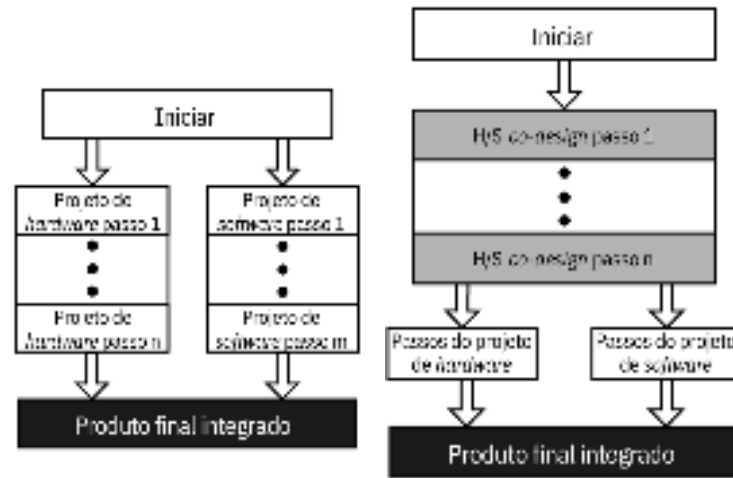 Iniciar
Projeto de
hardware passo 1
Projeto de
hardware passo n
Projeto de
software passo 1
Projeto de
software passo m
Produto final integrado
Iniciar
H/S co-design passo 1
H/S co-design passo n
Passos do projeto
de hardware
Passos do projeto
de software
Produto final integrado